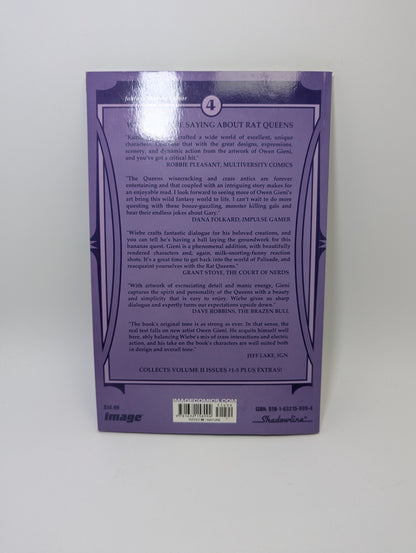 4
SAYING ABOUT RAT QUEENS
crafted a wide world of excellent, unique
that with the great designs, expressions,
scenery, and dynamic action from the artwork of Owen Gieni,
and you've got a critical hit."
ROBBIE PLEASANT, MULTIVERSITY COMICS
"The Queens wisecracking and crass antics are forever
entertaining and that coupled with an intriguing story makes for
an enjoyable read. I look forward to seeing more of Owen Gieni's
art bring this wild fantasy world to life. I can't wait to do more
questing with these booze-guzzling, monster killing gals and
hear their endless jokes about Gary."
DANA FOLKARD, IMPULSE GAMER
"Wiebe crafts fantastic dialogue for his beloved creations, and
you can tell he's having a ball laying the groundwork for this
bananas quest. Gieni is a phenomenal addition, with beautifully
rendered characters and, again, milk-snorting-funny reaction
shots. It's a great time to get back into the world of Palisade, and
reacquaint yourselves with the Rat Queens."
GRANT STOYE, THE COURT OF NERDS
"With artwork of excruciating detail and manic energy, Gieni
captures the spirit and personality of the Queens with a beauty
and simplicity that is easy to enjoy. Wiebe gives us sharp
dialogue and expertly turns our expectations upside down."
DAVE ROBBINS, THE BRAZEN BULL
"The book's original tone is as strong as ever. In that sense, the
real test falls on new artist Owen Gieni. He acquits himself well
here, ably balancing Wiebe's mix of crass interactions and electric
action, and his take on the book's characters are well suited both
in design and overall tone."
JEFF LAKE, IGN
COLLECTS VOLUME II ISSUES #1-5 PLUS EXTRAS!
IMAGECOMICS.COM
image
RATED M / MATURE
Shadowline